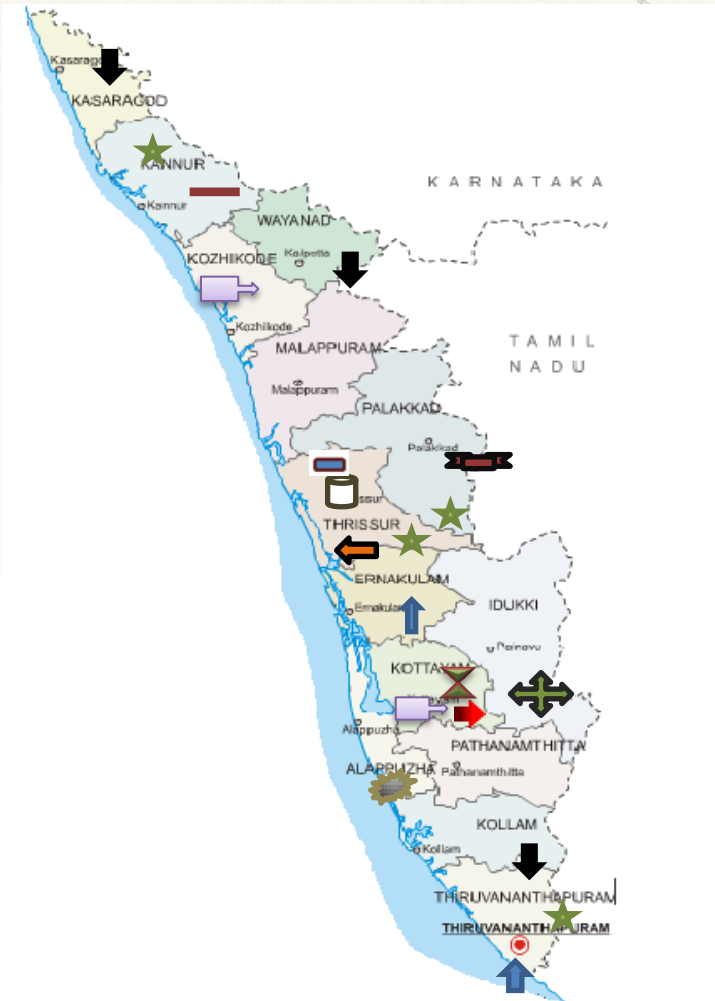 KASARAGOD
KANNUR
Kannur
KARNATAKA
WAYANAD
KOZHIKODE
Kalpetta
Kozhikode
TAMIL
NADU
MALAPPURAM
Malappuram
PALAKKAD
Palakkad
THRISSUR
ERNAKULAM
IDUKKI
Painavu
KOTTAYAM
Alappuzha
PATHANAMTHITTA
ALAPPUZHA
Pathanamthitta
KOLLAM
Kollam
THIRUVANANTHAPURAM
THIRUVANANTHAPURAM